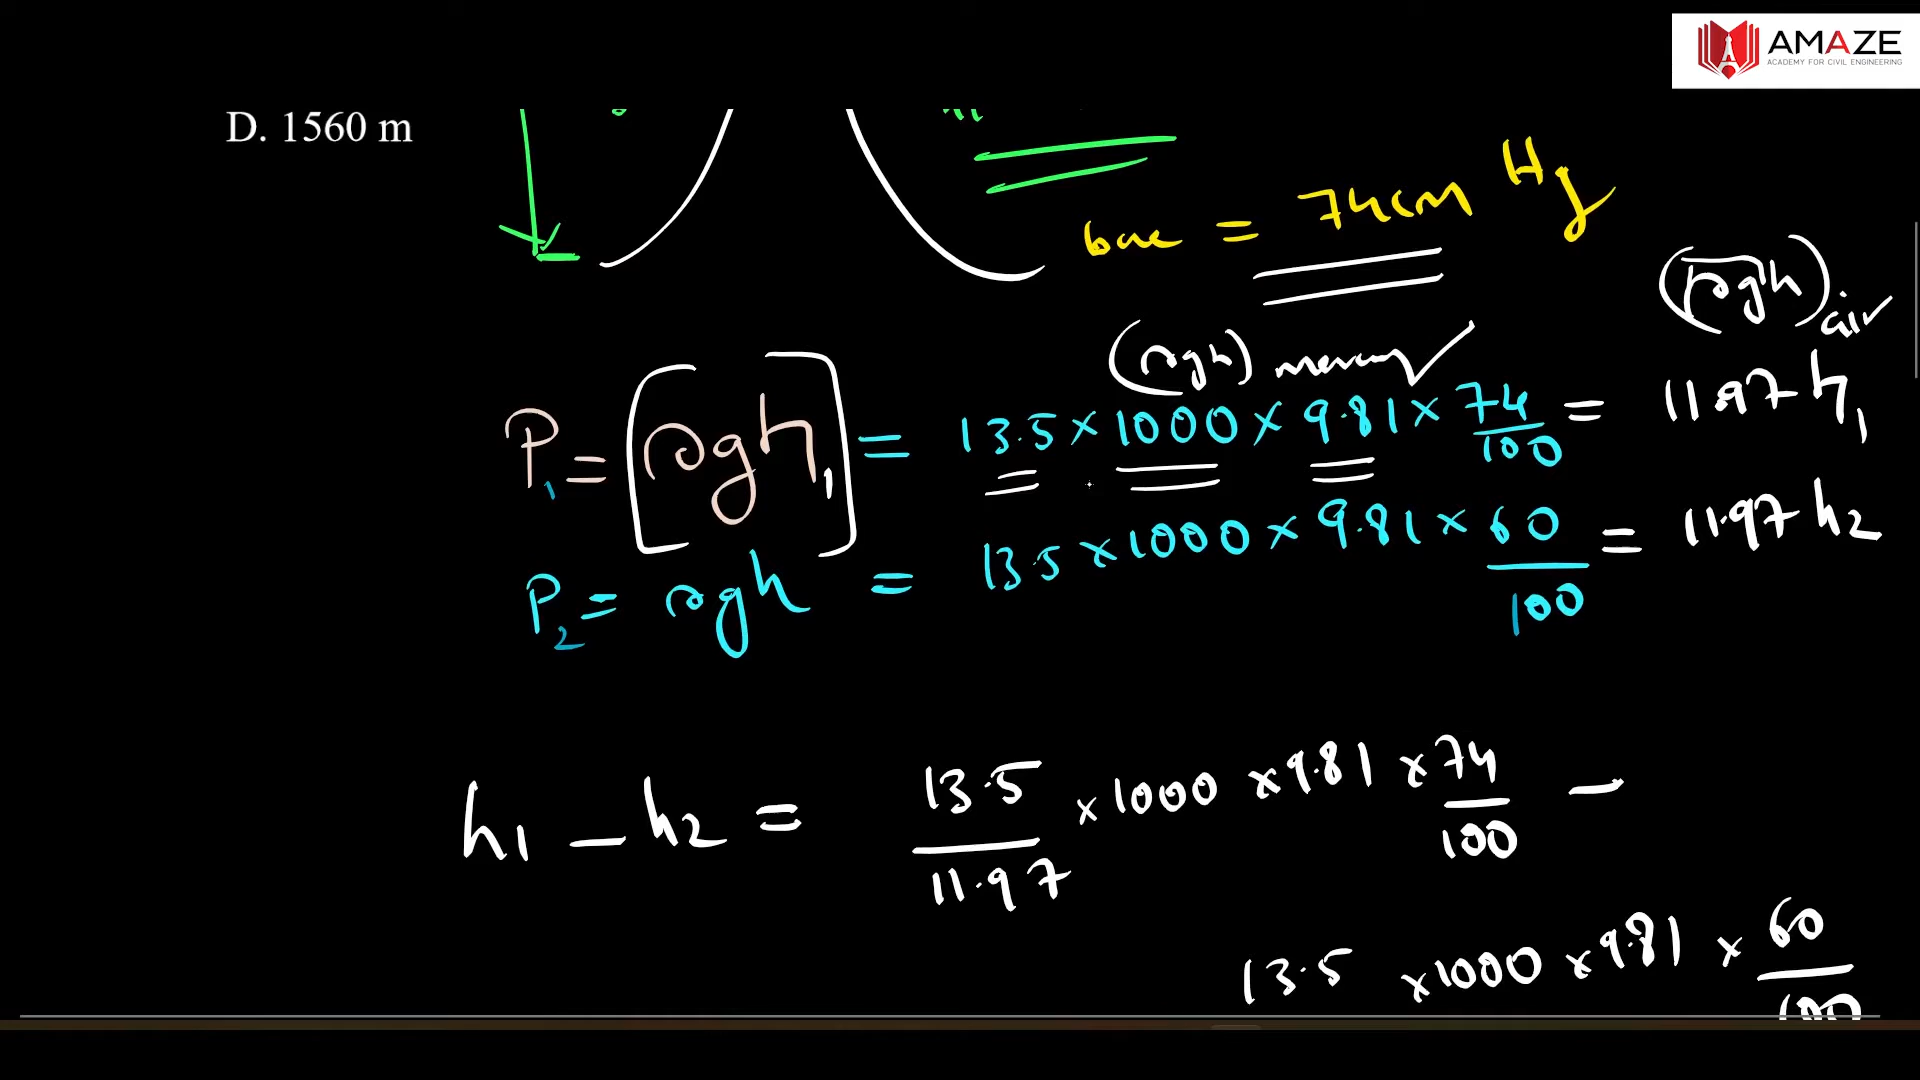 AMAZE
ACADEMY FOR CIVIL ENGINEERING
D. 1560 m
base = 74cm Hg
(ρgh) air
(ρgh) mercury
P₁ = [ρgh₁] = 13.5 × 1000 × 9.81 × 74/100 = 11.97 h₁
P₂ = ρgh = 13.5 × 1000 × 9.81 × 60/100 = 11.97 h₂
h₁ - h₂ = 13.5/11.97 × 1000 × 9.81 × 74/100 -
13.5 × 1000 × 9.81 × 60/100